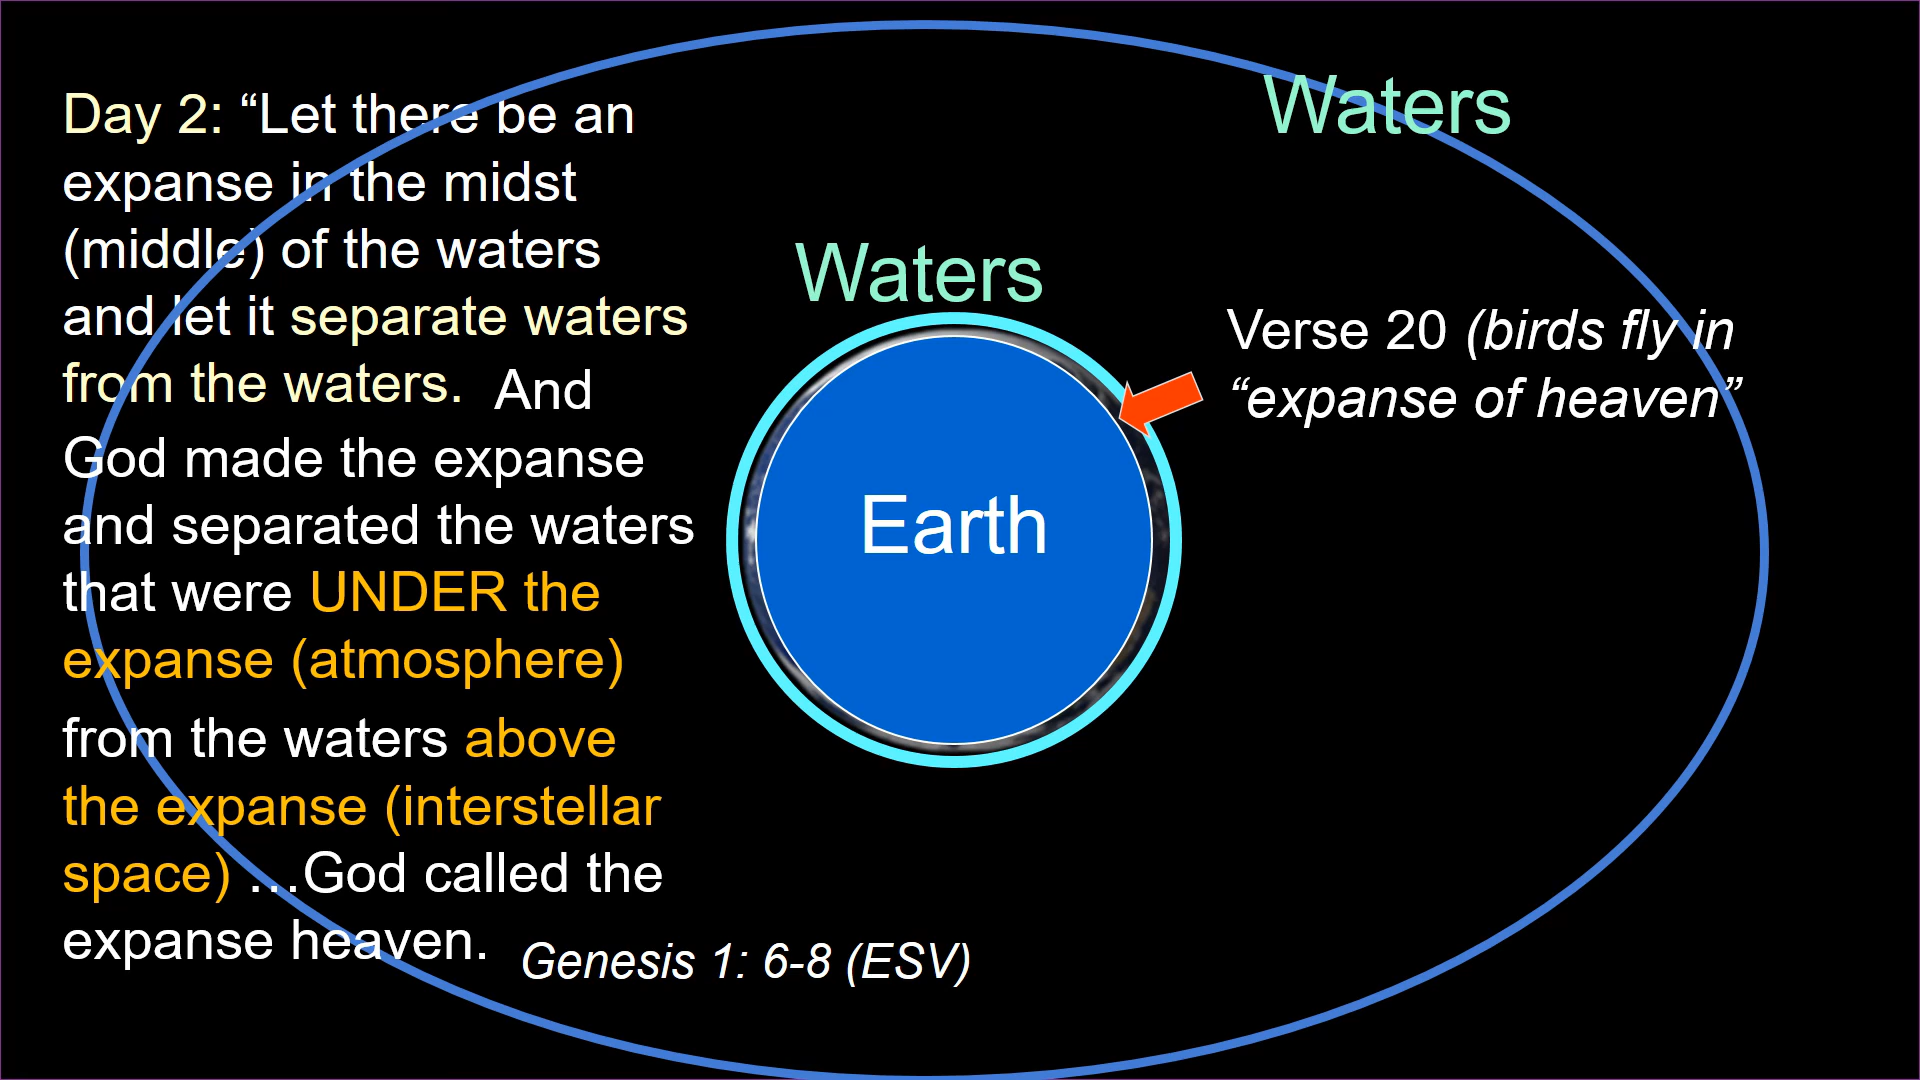 Day 2: “Let there be an
expanse in the midst
(middle) of the waters
and let it separate waters
from the waters. And
God made the expanse
and separated the waters
that were UNDER the
expanse (atmosphere)
from the waters above
the expanse (interstellar
space) …God called the
expanse heaven.
Genesis 1: 6-8 (ESV)
Waters
Waters
Earth
Verse 20 (birds fly in
“expanse of heaven”